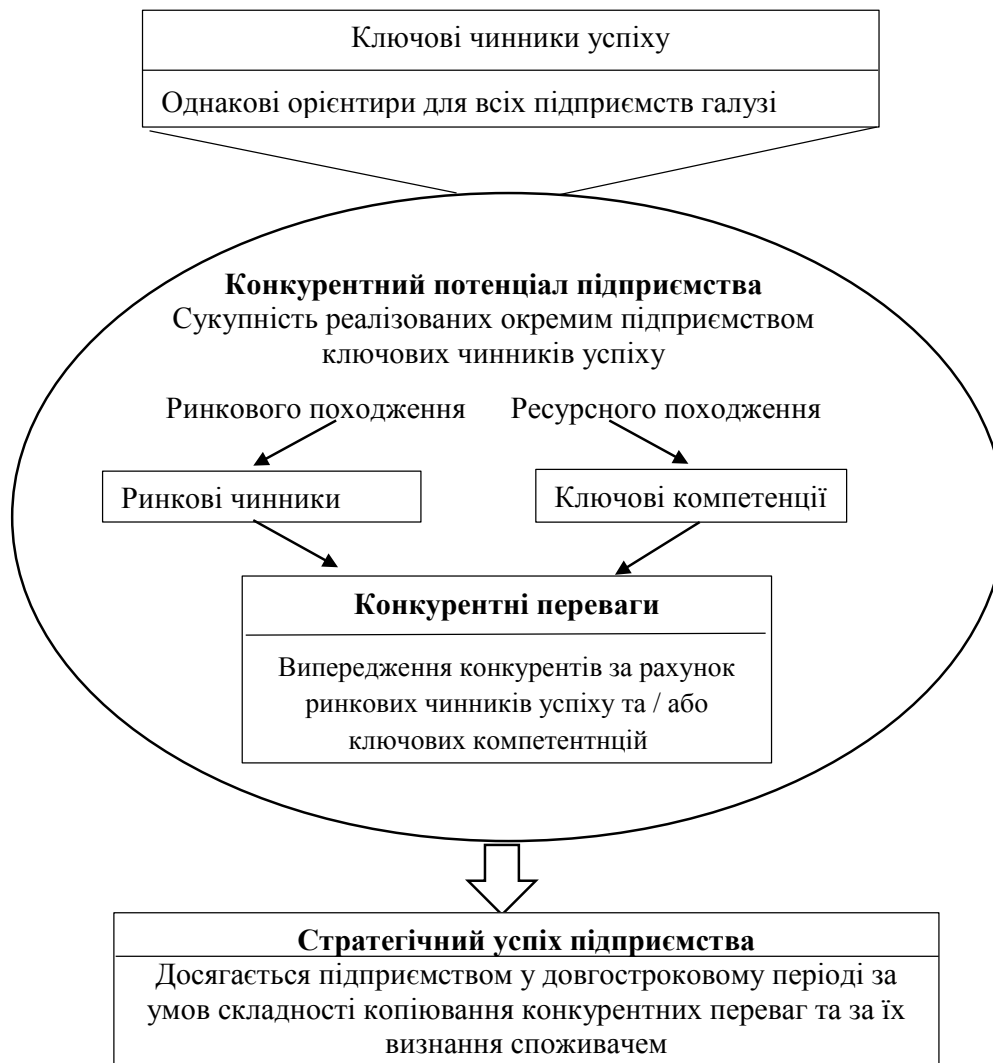 Ключові чинники успіху
Однакові орієнтири для всіх підприємств галузі
Конкурентний потенціал підприємства
Сукупність реалізованих окремим підприємством
ключових чинників успіху
Ринкового походження
Ресурсного походження
Ринкові чинники
Ключові компетенції
Конкурентні переваги
Випередження конкурентів за рахунок
ринкових чинників успіху та / або
ключових компетентнцій
Стратегічний успіх підприємства
Досягається підприємством у довгостроковому періоді за
умов складності копіювання конкурентних переваг та за їх
визнання споживачем